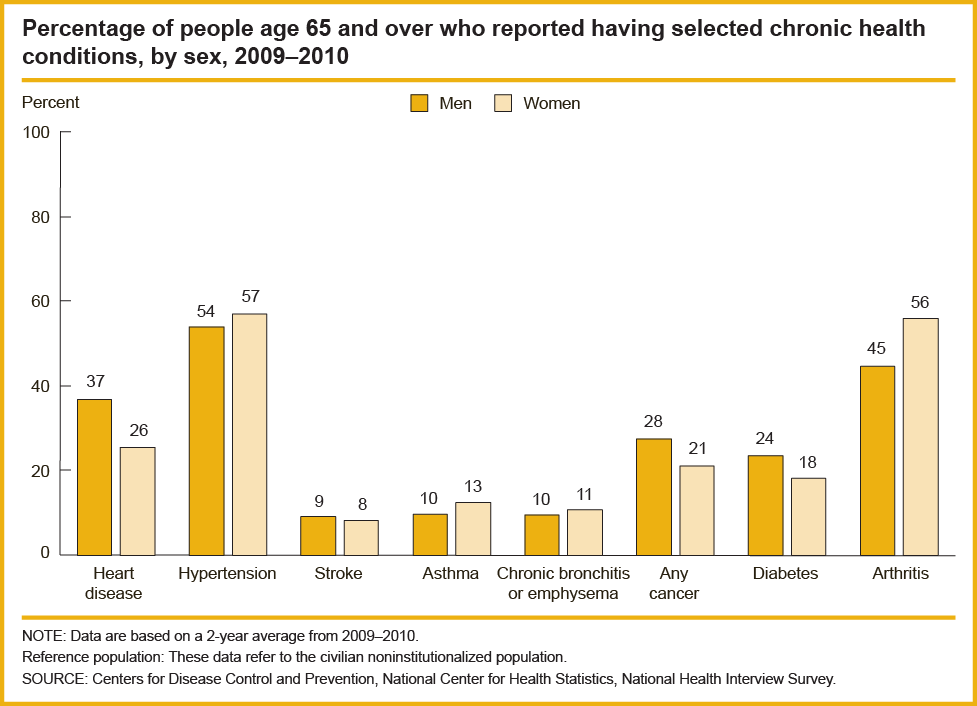 Percentage of people age 65 and over who reported having selected chronic health
conditions, by sex, 2009–2010
Percent
Men Women
100
80
60
40
20
0
37 26
54 57
9 8
10 13
10 11
28 21
24 18
45 56
Heart
disease
Hypertension
Stroke
Asthma
Chronic bronchitis
or emphysema
Any
cancer
Diabetes
Arthritis
NOTE: Data are based on a 2-year average from 2009–2010.
Reference population: These data refer to the civilian noninstitutionalized population.
SOURCE: Centers for Disease Control and Prevention, National Center for Health Statistics, National Health Interview Survey.